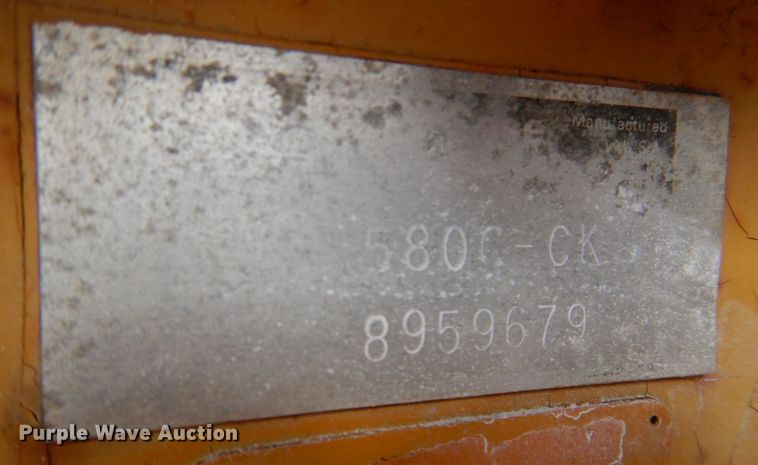 Manufactured
580C-CK
8959679
Purple Wave Auction